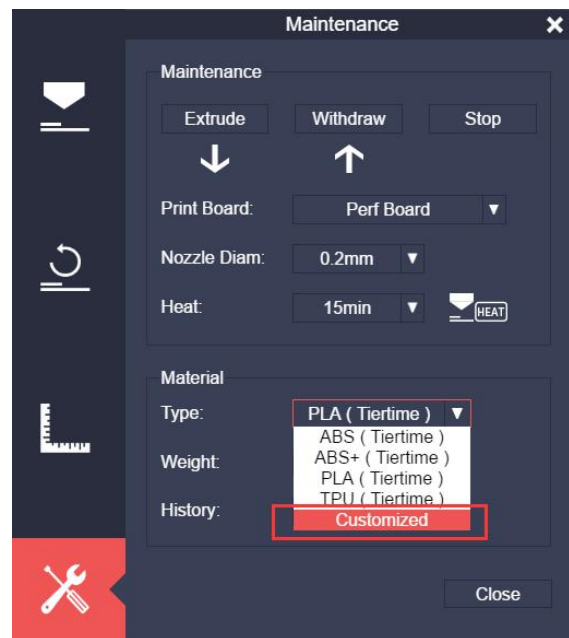 Maintenance
Maintenance
Extrude Withdraw Stop
Print Board: Perf Board
Nozzle Diam: 0.2mm
Heat: 15min HEAT
Material
Type: PLA ( Tiertime )
ABS ( Tiertime )
Weight: ABS+ ( Tiertime )
PLA ( Tiertime )
TPU ( Tiertime )
History: Customized
Close